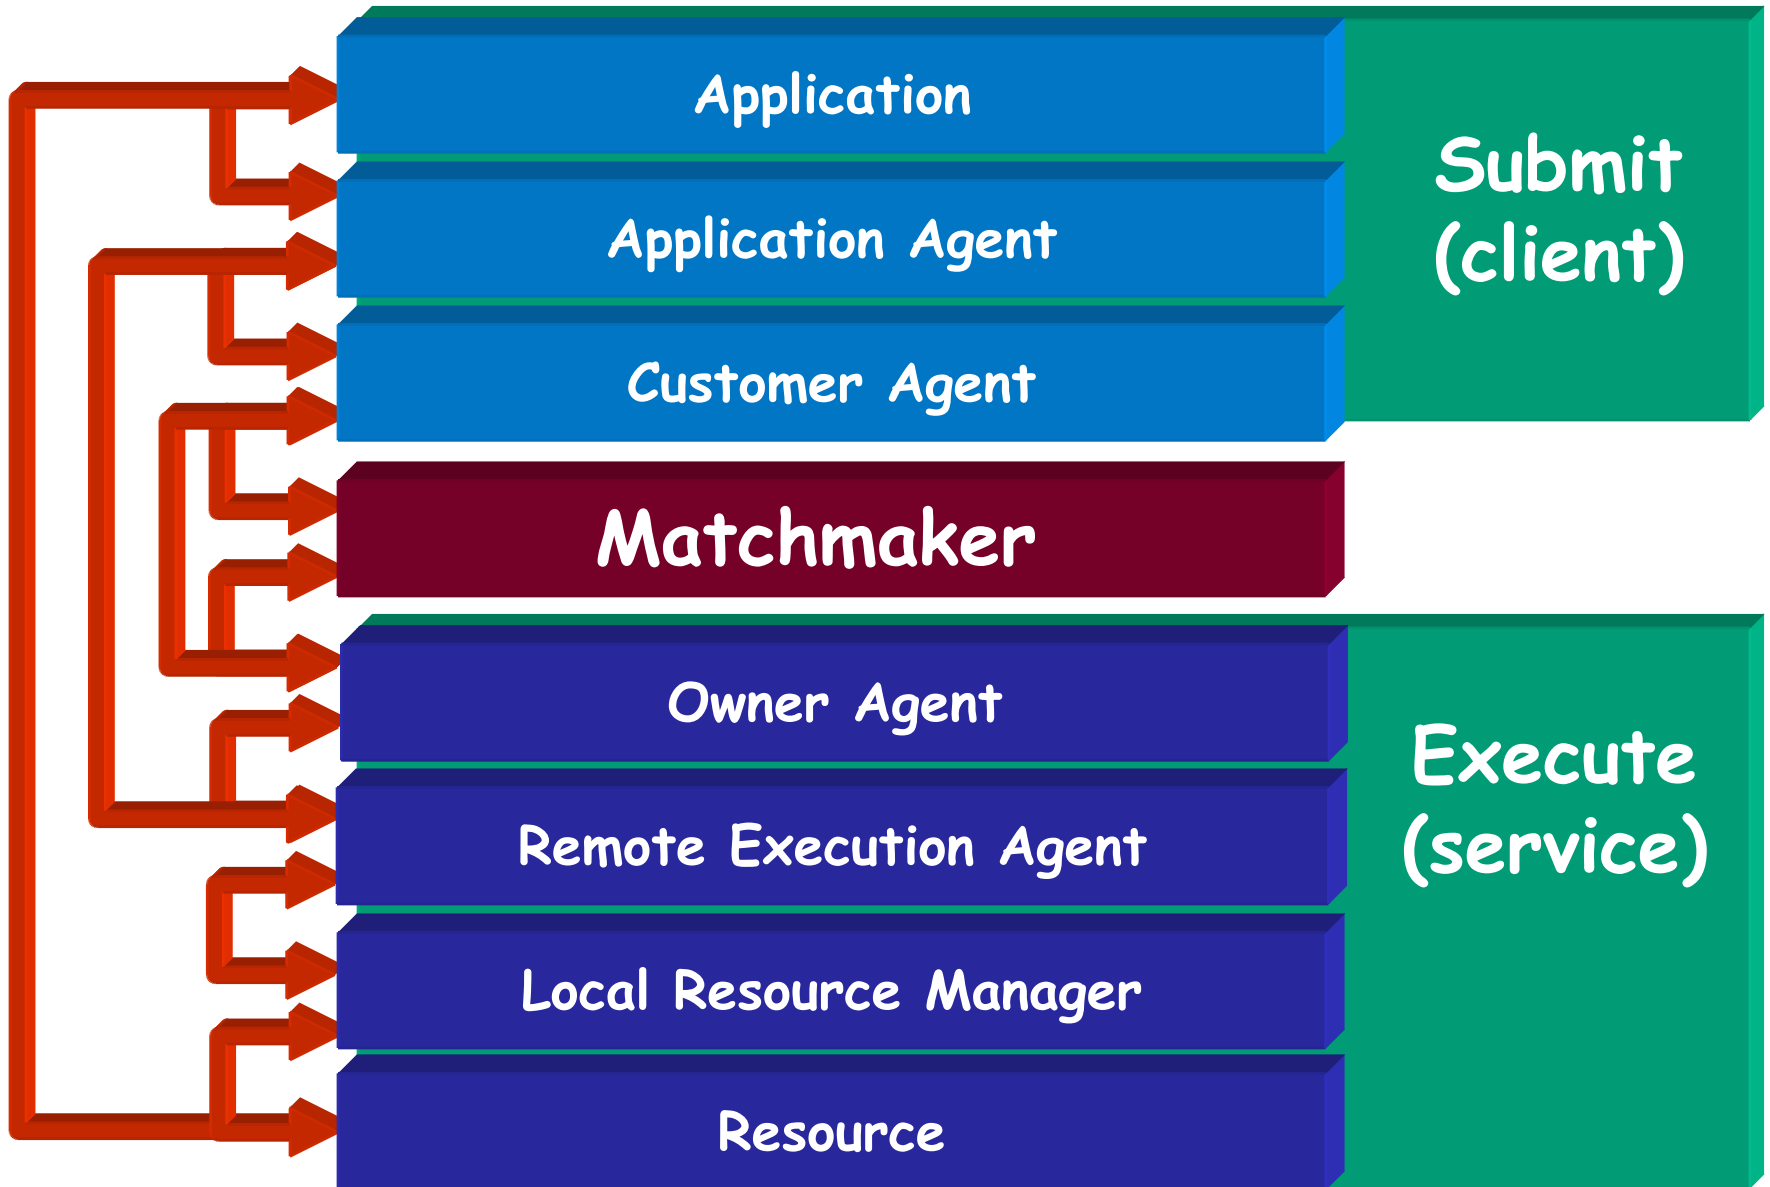 Application
Application Agent
Customer Agent
Submit
(client)
Matchmaker
Owner Agent
Remote Execution Agent
Local Resource Manager
Resource
Execute
(service)